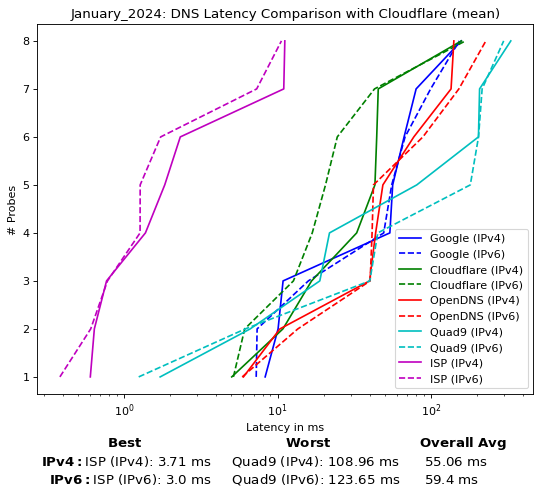 January_2024: DNS Latency Comparison with Cloudflare (mean)
8
7
6
5
4
3
2
1
# Probes
Google (IPv4)
Google (IPv6)
Cloudflare (IPv4)
Cloudflare (IPv6)
OpenDNS (IPv4)
OpenDNS (IPv6)
Quad9 (IPv4)
Quad9 (IPv6)
ISP (IPv4)
ISP (IPv6)
10⁰ 10¹ 10²
Latency in ms
Best Worst Overall Avg
IPv4: ISP (IPv4): 3.71 ms Quad9 (IPv4): 108.96 ms 55.06 ms
IPv6: ISP (IPv6): 3.0 ms Quad9 (IPv6): 123.65 ms 59.4 ms